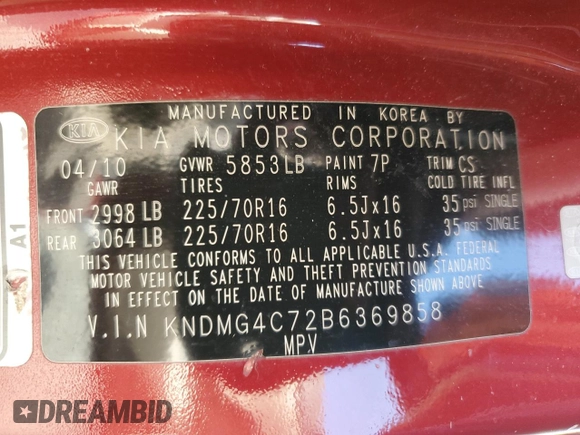 MANUFACTURED IN KOREA BY
KIA KIA MOTORS CORPORATION
04/10 GVWR 5853LB PAINT 7P TRIM CS
GAWR TIRES RIMS COLD TIRE INFL
FRONT 2998 LB 225/70R16 6.5Jx16 35 psi SINGLE
REAR 3064 LB 225/70R16 6.5Jx16 35 psi SINGLE
THIS VEHICLE CONFORMS TO ALL APPLICABLE U.S.A. FEDERAL
MOTOR VEHICLE SAFETY AND THEFT PREVENTION STANDARDS
IN EFFECT ON THE DATE OF MANUFACTURE SHOWN ABOVE
V.I.N KNDMG4C72B6369858
MPV
A1
DREAMBID